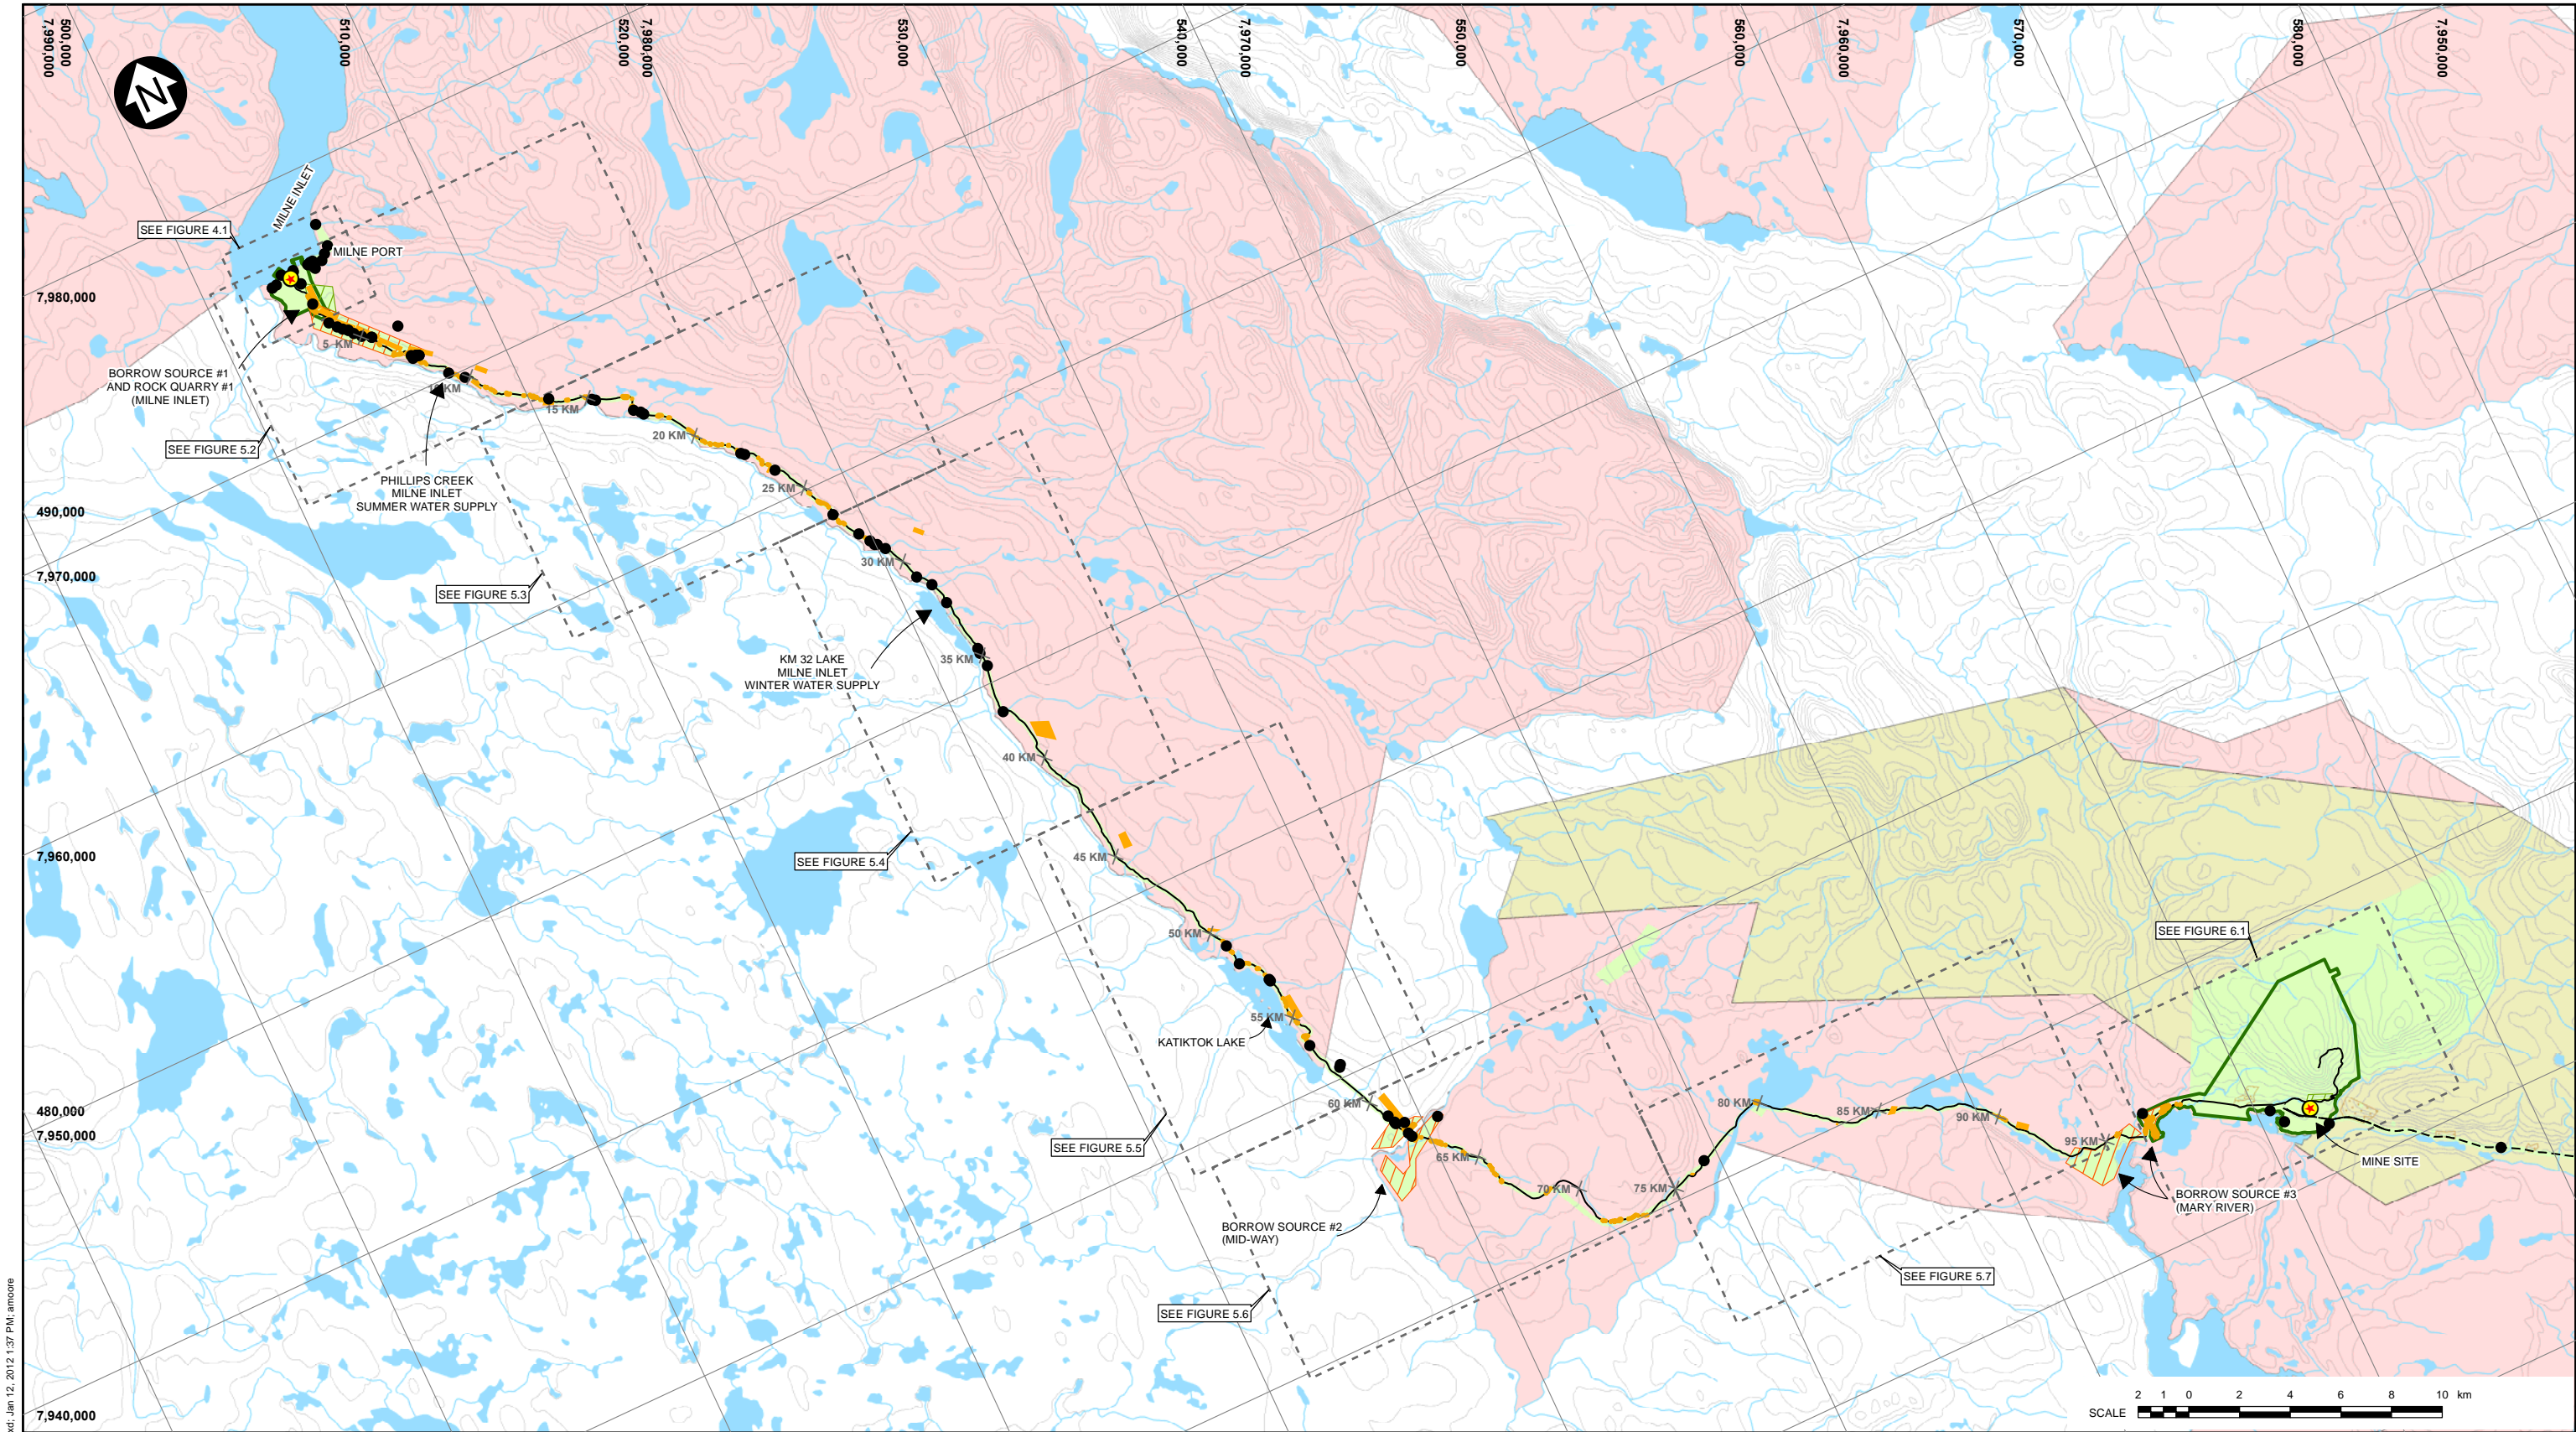 7,990,000
500,000
510,000
520,000
7,980,000
530,000
540,000
7,970,000
550,000
560,000
7,960,000
570,000
580,000
7,950,000
N
MILNE INLET
SEE FIGURE 4.1
MILNE PORT
7,980,000
5 KM
BORROW SOURCE #1
AND ROCK QUARRY #1
(MILNE INLET)
10 KM
15 KM
20 KM
SEE FIGURE 5.2
PHILLIPS CREEK
MILNE INLET
SUMMER WATER SUPPLY
25 KM
490,000
30 KM
7,970,000
SEE FIGURE 5.3
KM 32 LAKE
MILNE INLET
WINTER WATER SUPPLY
35 KM
40 KM
7,960,000
SEE FIGURE 5.4
45 KM
50 KM
SEE FIGURE 6.1
55 KM
KATIKTOK LAKE
480,000
7,950,000
60 KM
80 KM
85 KM
90 KM
95 KM
SEE FIGURE 5.5
65 KM
MINE SITE
70 KM
75 KM
BORROW SOURCE #3
(MARY RIVER)
BORROW SOURCE #2
(MID-WAY)
SEE FIGURE 5.7
SEE FIGURE 5.6
7,940,000
2 1 0 2 4 6 8 10 km
SCALE
xd; Jan 12, 2012 1:37 PM; amoore